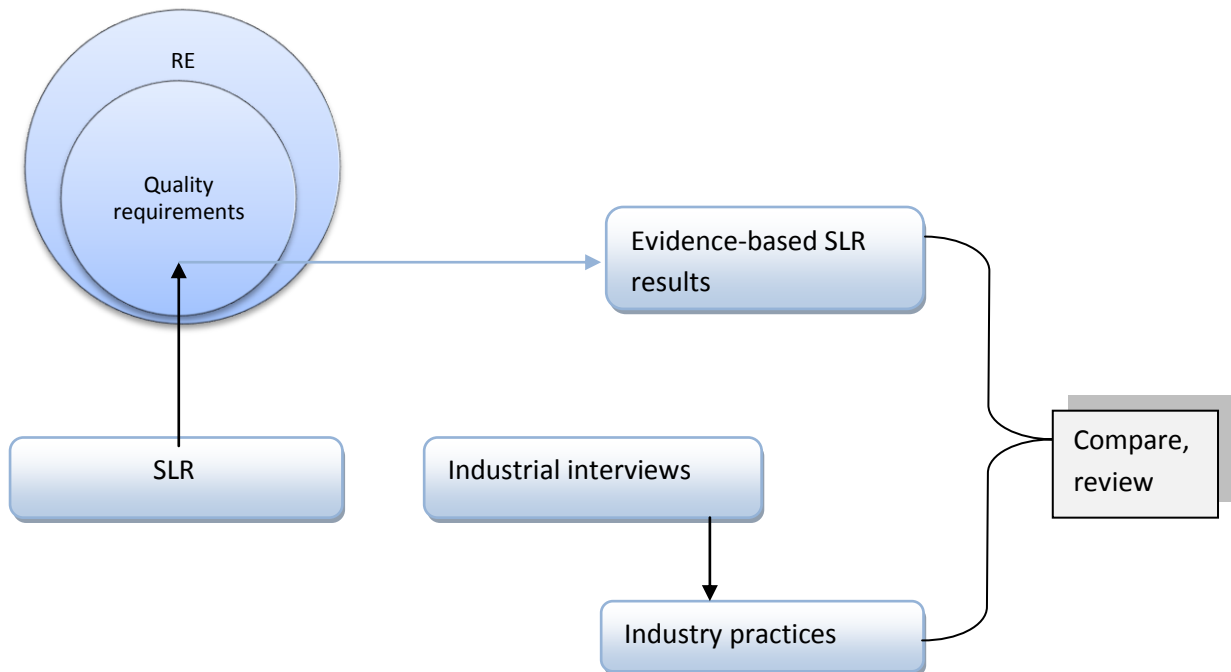 RE
Quality
requirements
Evidence-based SLR
results
SLR
Industrial interviews
Compare,
review
Industry practices